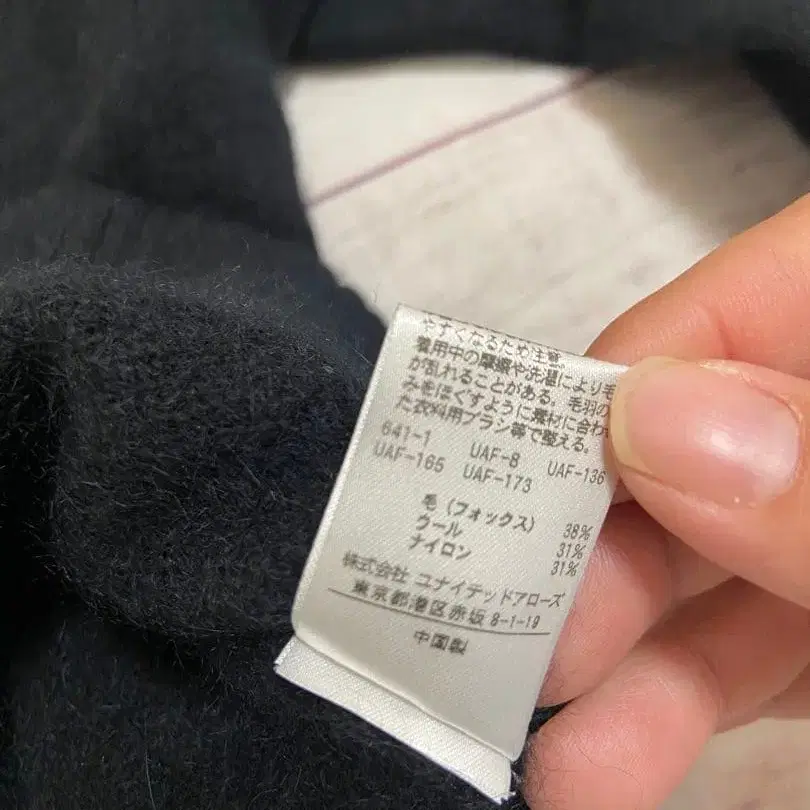 やすくなるため注意
着用中の摩擦や洗濯により毛
が乱れることがある。毛羽の
みをほぐすように素材に合わ
た衣料用ブラシ等で整える。
641-1 UAF-8 UAF-136
UAF-165 UAF-173
毛(フォックス) 38%
ウール 31%
ナイロン 31%
株式会社 ユナイテッドアローズ
東京都港区赤坂 8-1-19
中国製